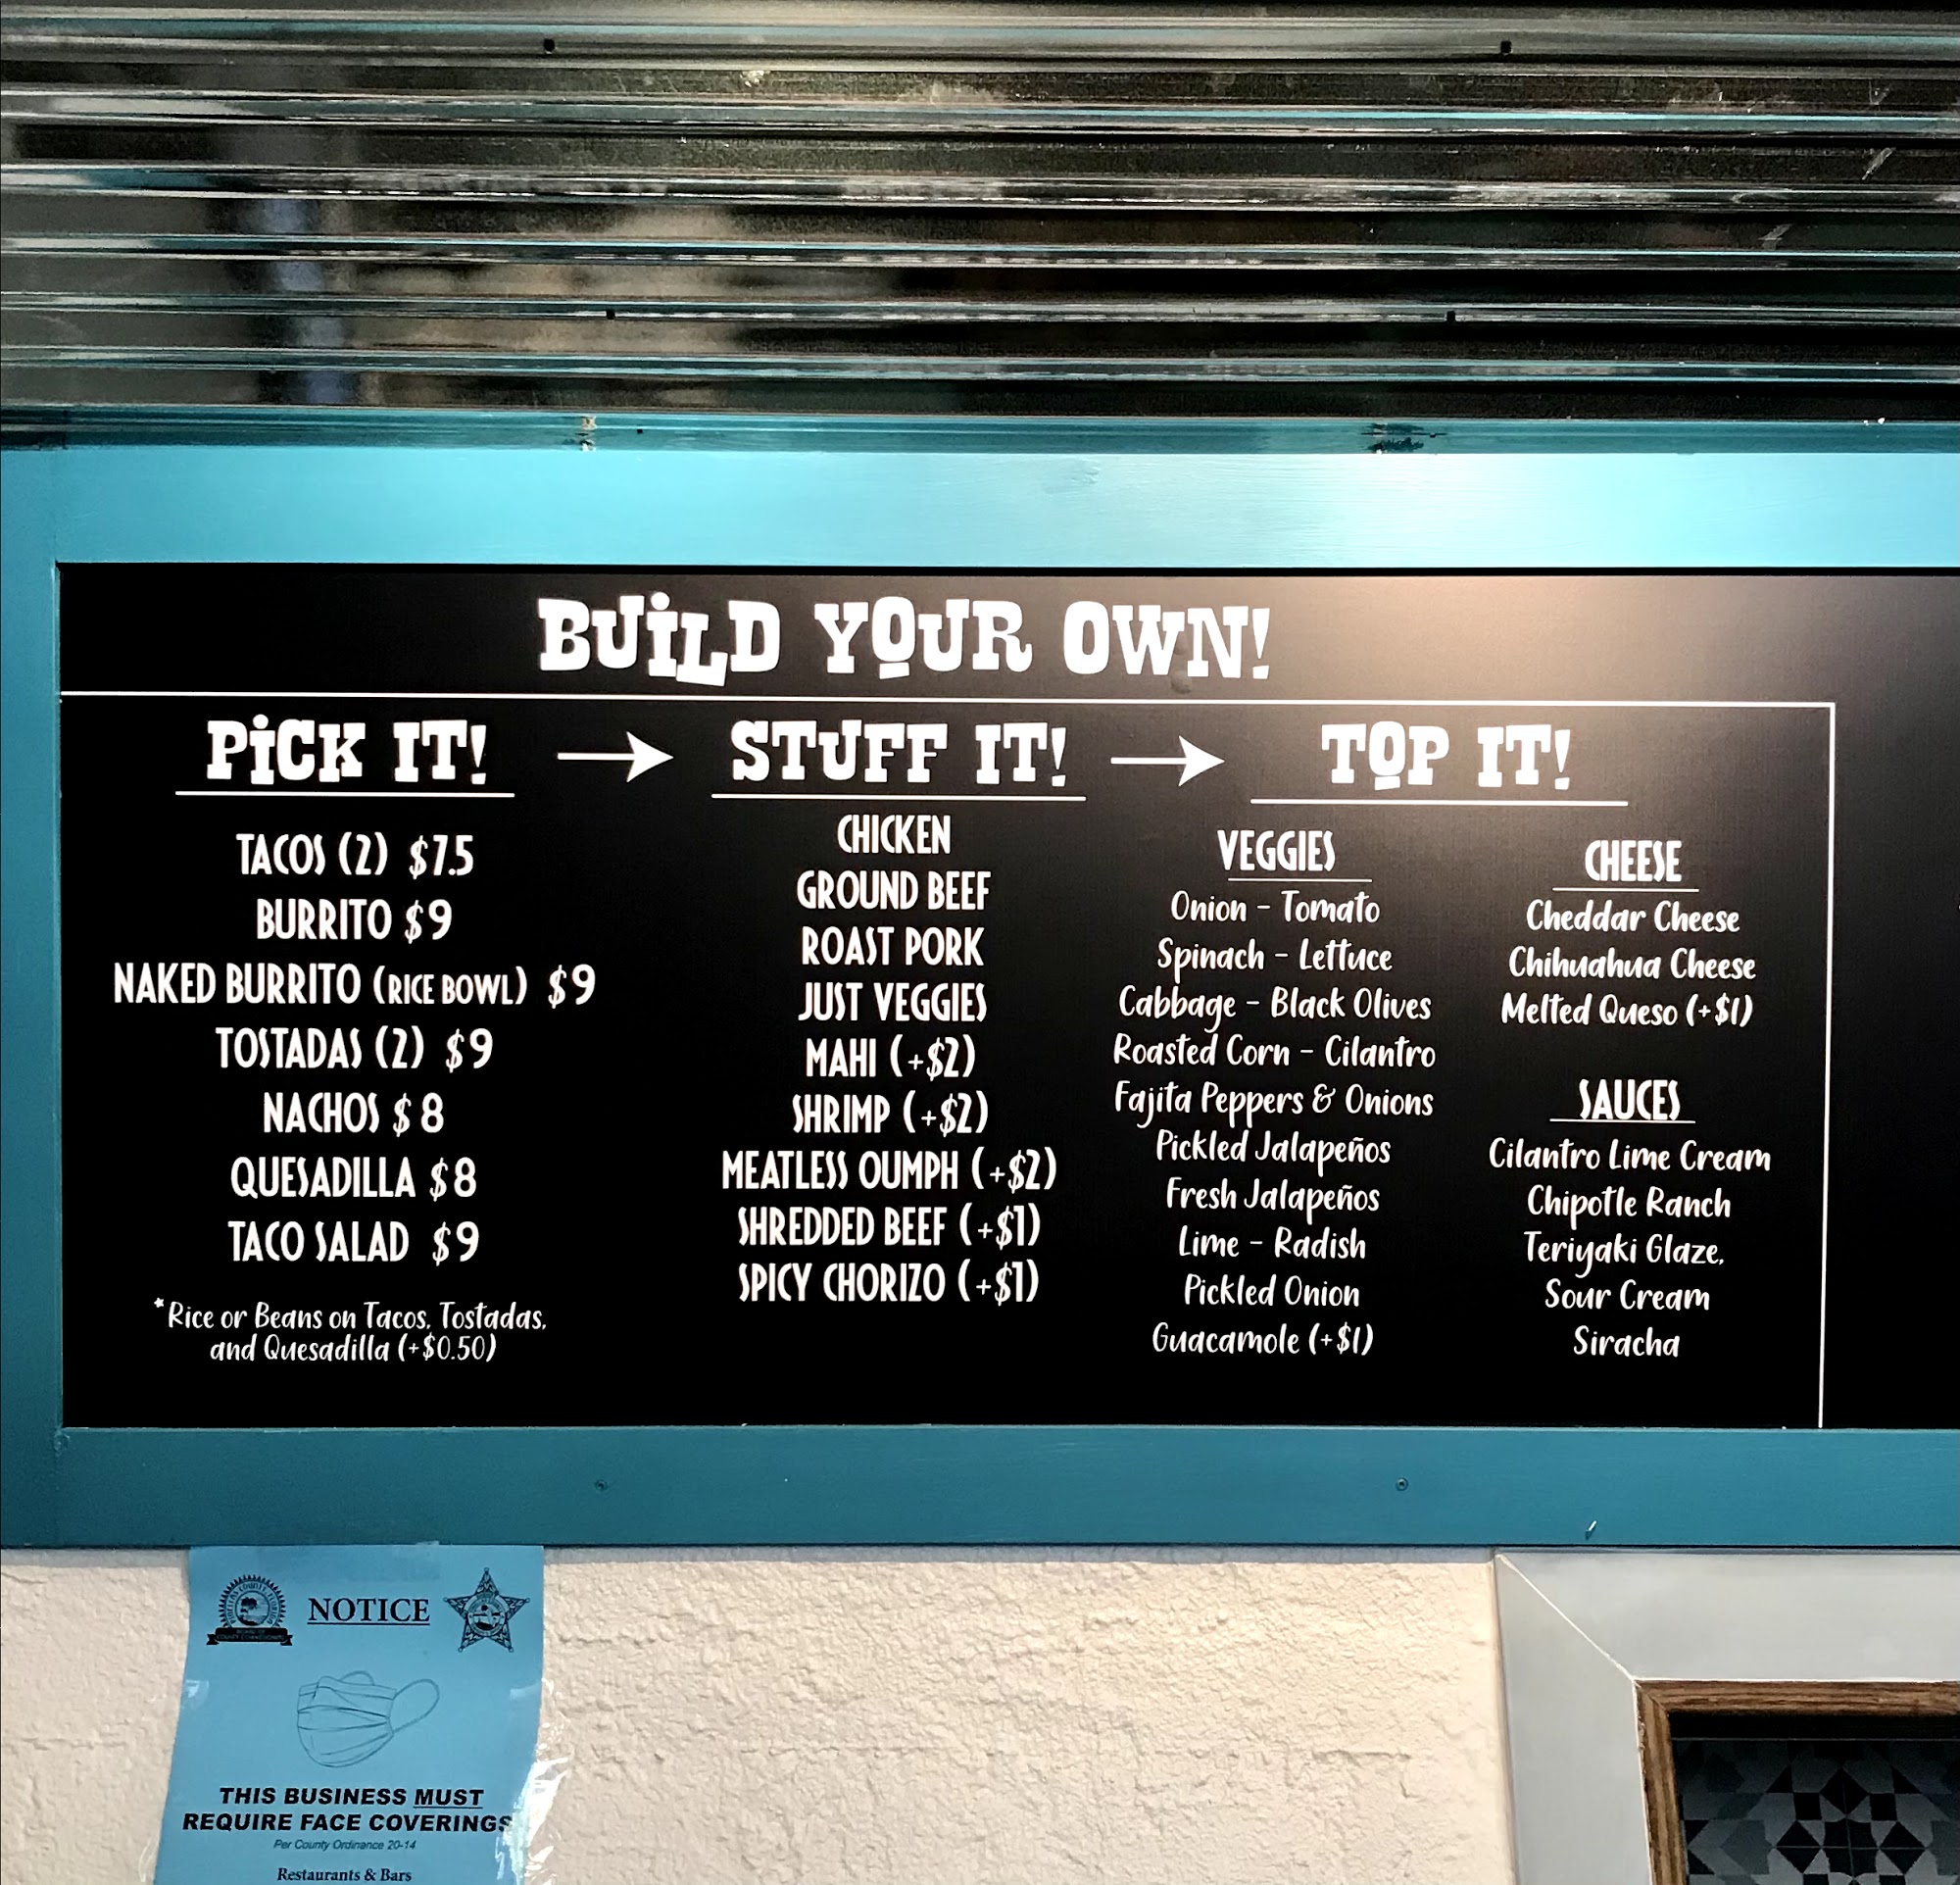 BUILD YOUR OWN!
PICK IT!
TACOS (2) $7.5
BURRITO $9
NAKED BURRITO (RICE BOWL) $9
TOSTADAS (2) $9
NACHOS $8
QUESADILLA $8
TACO SALAD $9
*Rice or Beans on Tacos, Tostadas,
and Quesadilla (+$0.50)
STUFF IT!
CHICKEN
GROUND BEEF
ROAST PORK
JUST VEGGIES
MAHI (+$2)
SHRIMP (+$2)
MEATLESS OUMPH (+$2)
SHREDDED BEEF (+$1)
SPICY CHORIZO (+$1)
TOP IT!
VEGGIES
Onion - Tomato
Spinach - Lettuce
Cabbage - Black Olives
Roasted Corn - Cilantro
Fajita Peppers & Onions
Pickled Jalapeños
Fresh Jalapeños
Lime - Radish
Pickled Onion
Guacamole (+$1)
CHEESE
Cheddar Cheese
Chihuahua Cheese
Melted Queso (+$1)
SAUCES
Cilantro Lime Cream
Chipotle Ranch
Teriyaki Glaze,
Sour Cream
Siracha
NOTICE
THIS BUSINESS MUST
REQUIRE FACE COVERINGS
Per County Ordinance 20-14
Restaurants & Bars